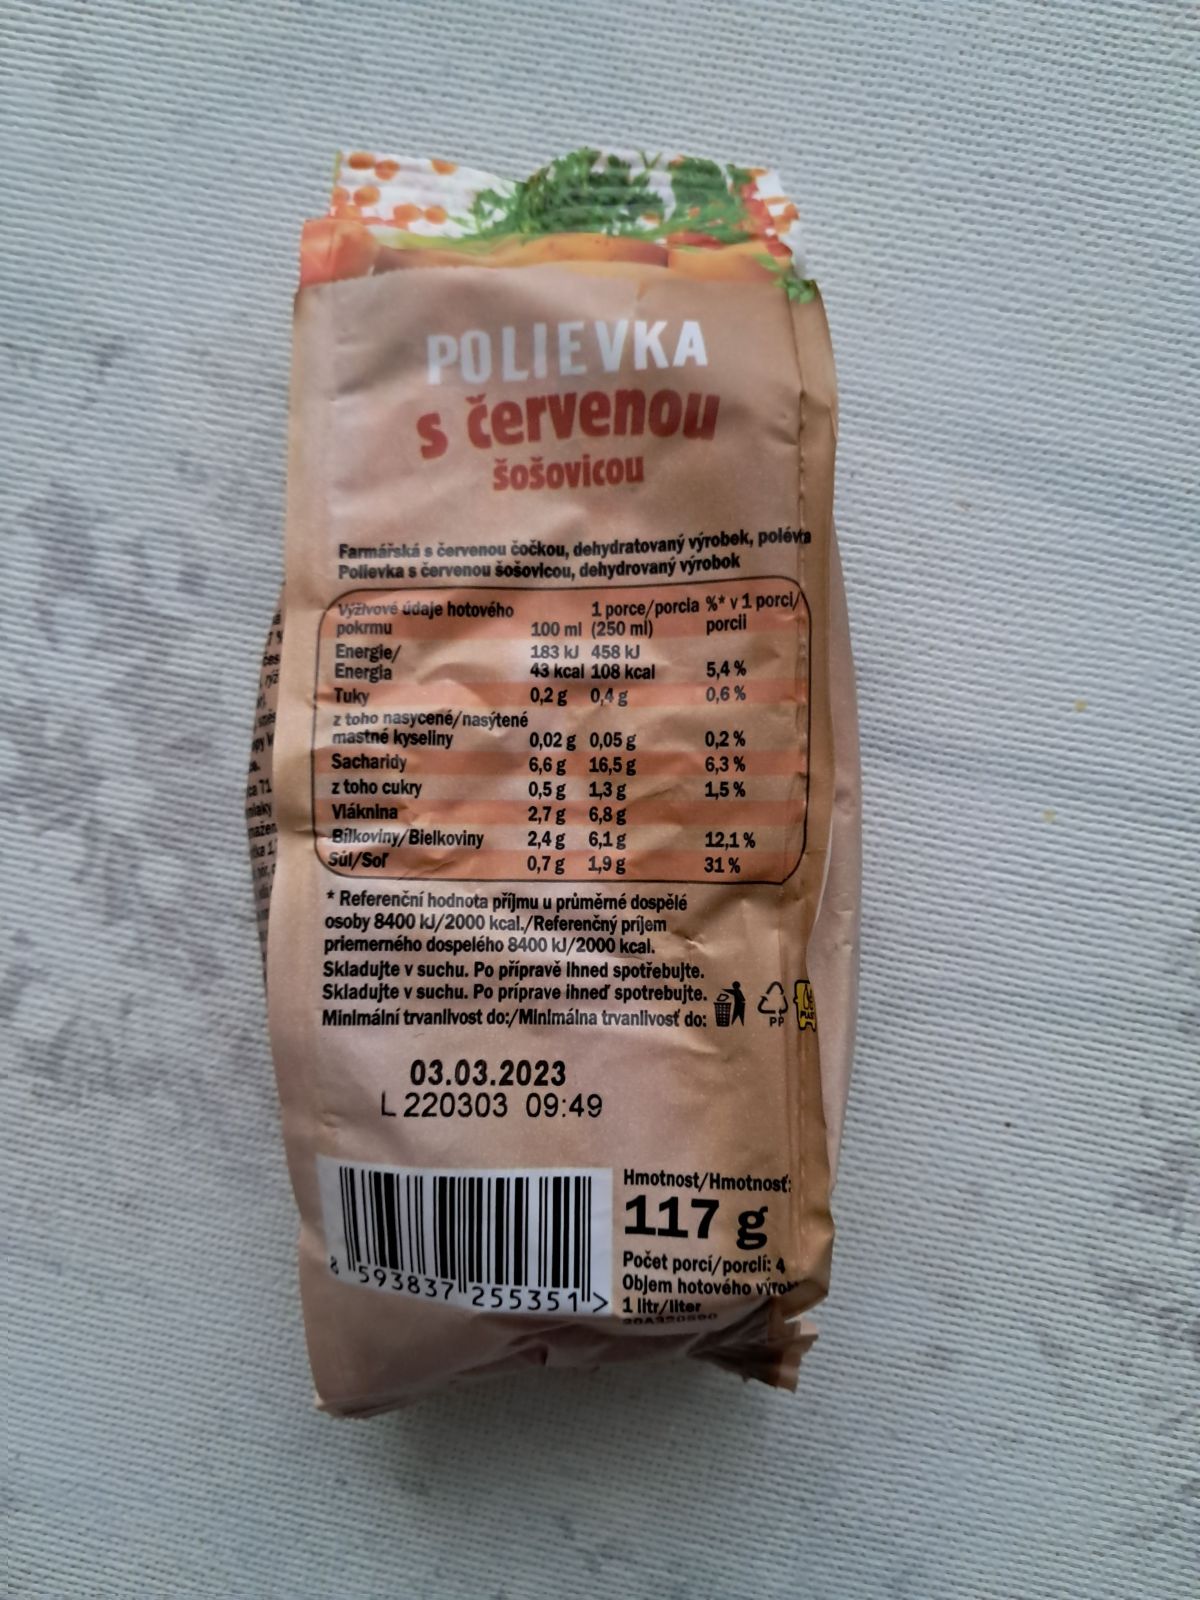 POLIEVKA
s červenou
šošovicou
Farmářská s červenou čočkou, dehydratovaný výrobek, polévka
Polievka s červenou šošovicou, dehydrovaný výrobok
Výživové údaje hotového 1 porce/porcia %* v 1 porci/
pokrmu 100 ml (250 ml) porcii
Energie/ 183 kJ 458 kJ
Energia 43 kcal 108 kcal 5,4 %
Tuky 0,2 g 0,4 g 0,6 %
z toho nasycené/nasýtené
mastné kyseliny 0,02 g 0,05 g 0,2 %
Sacharidy 6,6 g 16,5 g 6,3 %
z toho cukry 0,5 g 1,3 g 1,5 %
Vláknina 2,7 g 6,8 g
Bílkoviny/Bielkoviny 2,4 g 6,1 g 12,1 %
Sůl/Soľ 0,7 g 1,9 g 31 %
* Referenční hodnota příjmu u průměrné dospělé
osoby 8400 kJ/2000 kcal./Referenčný príjem
priemerného dospelého 8400 kJ/2000 kcal.
Skladujte v suchu. Po přípravě ihned spotřebujte.
Skladujte v suchu. Po príprave ihneď spotrebujte.
Minimální trvanlivost do:/Minimálna trvanlivosť do:
PP
03.03.2023
L 220303 09:49
Hmotnost/Hmotnosť:
117 g
Počet porcí/porcií: 4
Objem hotového
1 litr/liter
8 593837 255351 >